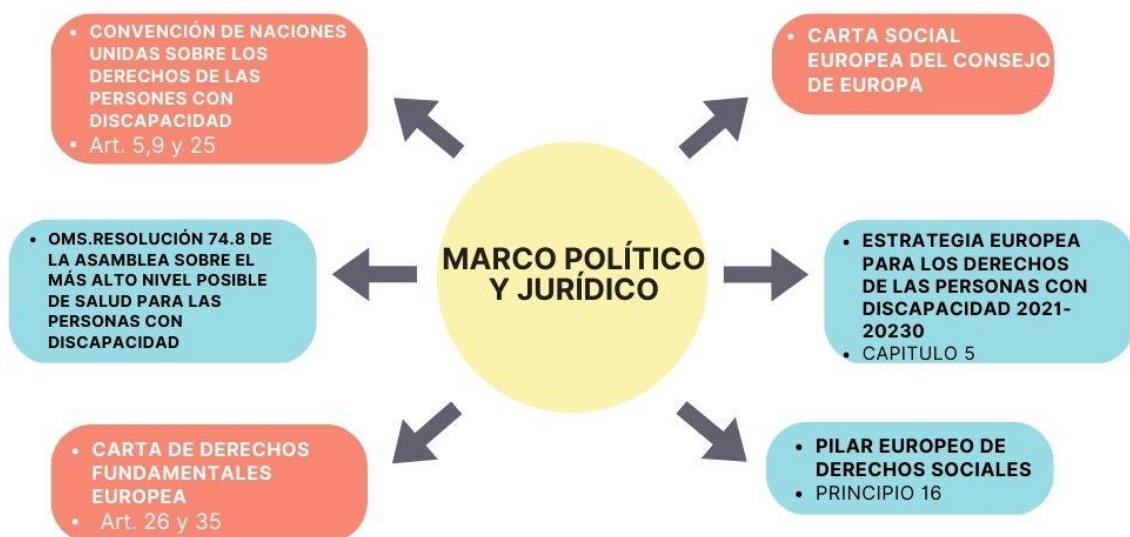 • CONVENCIÓN DE NACIONES
UNIDAS SOBRE LOS
DERECHOS DE LAS
PERSONES CON
DISCAPACIDAD
• Art. 5,9 y 25
• CARTA SOCIAL
EUROPEA DEL CONSEJO
DE EUROPA
MARCO POLÍTICO
Y JURÍDICO
• OMS.RESOLUCIÓN 74.8 DE
LA ASAMBLEA SOBRE EL
MÁS ALTO NIVEL POSIBLE
DE SALUD PARA LAS
PERSONAS CON
DISCAPACIDAD
• ESTRATEGIA EUROPEA
PARA LOS DERECHOS
DE LAS PERSONAS CON
DISCAPACIDAD 2021-
20230
• CAPITULO 5
• CARTA DE DERECHOS
FUNDAMENTALES
EUROPEA
• Art. 26 y 35
• PILAR EUROPEO DE
DERECHOS SOCIALES
• PRINCIPIO 16